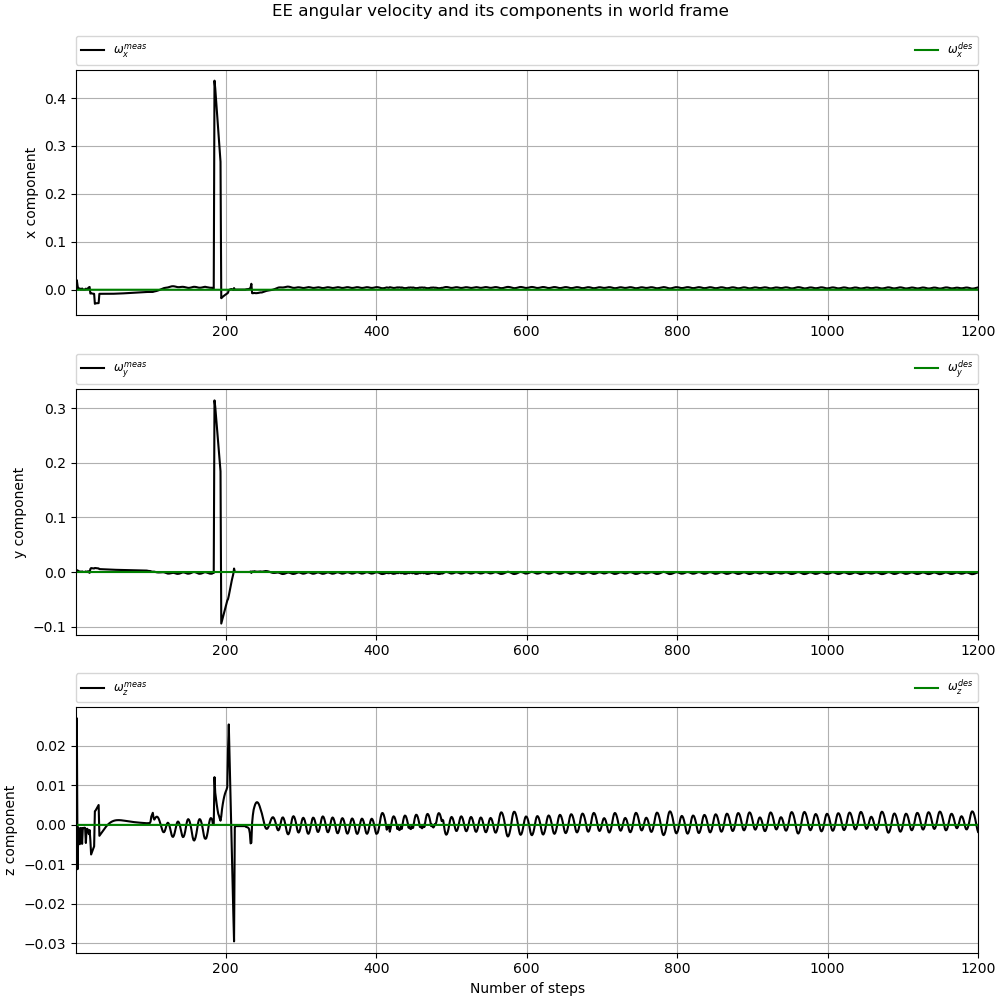 EE angular velocity and its components in world frame
ω_x^meas ω_x^des
0.4
0.3
0.2
0.1
0.0
x component
200 400 600 800 1000 1200
ω_y^meas ω_y^des
0.3
0.2
0.1
0.0
−0.1
y component
200 400 600 800 1000 1200
ω_z^meas ω_z^des
0.02
0.01
0.00
−0.01
−0.02
−0.03
z component
200 400 600 800 1000 1200
Number of steps